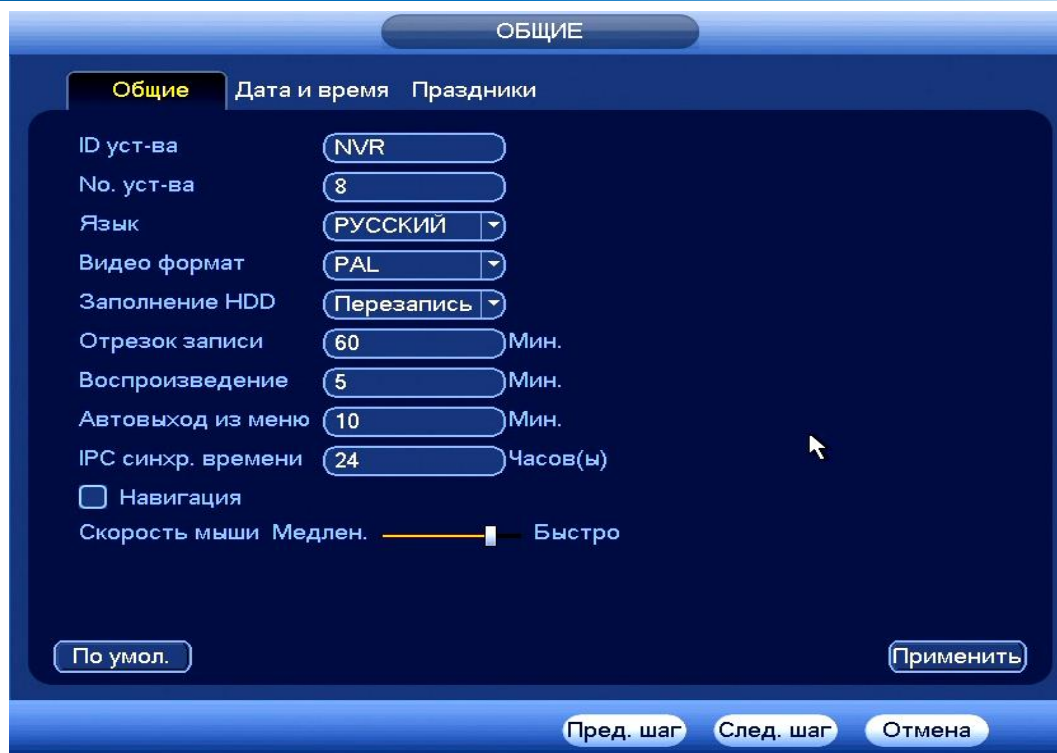 ОБЩИЕ
Общие Дата и время Праздники
ID уст-ва NVR
No. уст-ва 8
Язык РУССКИЙ
Видео формат PAL
Заполнение HDD Перезапись
Отрезок записи 60 Мин.
Воспроизведение 5 Мин.
Автовыход из меню 10 Мин.
IPC синхр. времени 24 Часов(ы)
Навигация
Скорость мыши Медлен. Быстро
По умол. Применить
Пред. шаг След. шаг Отмена